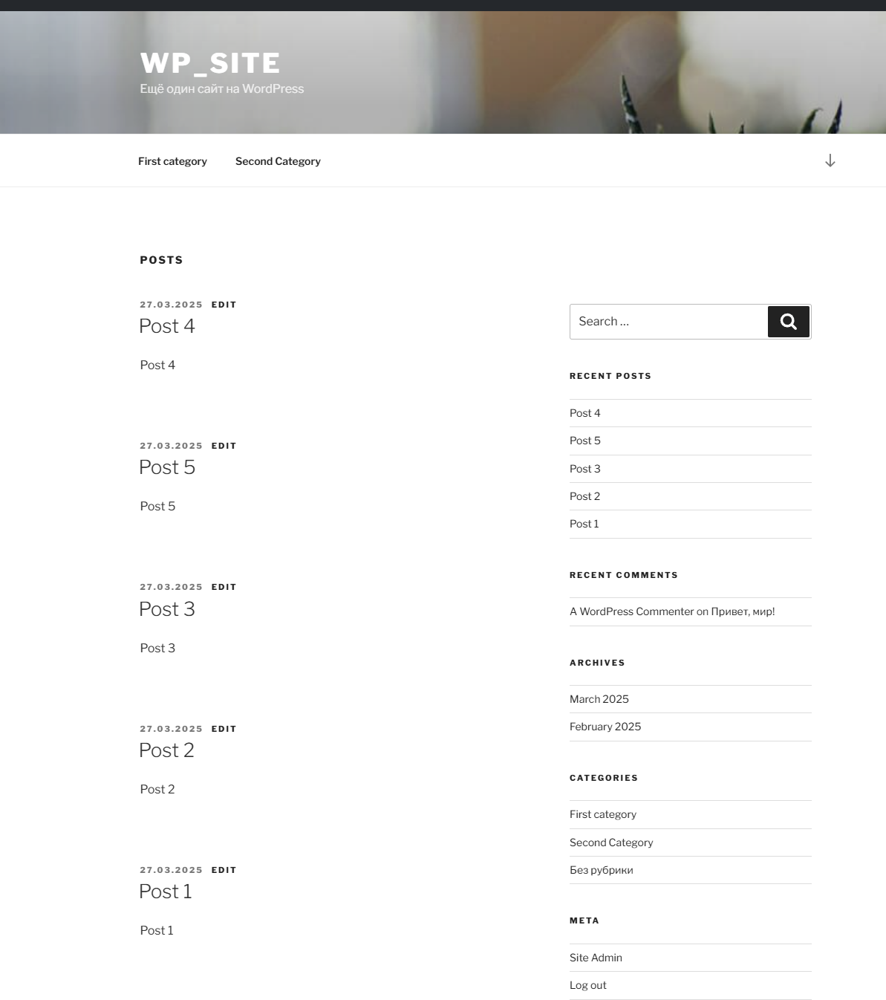 WP_SITE
Ещё один сайт на WordPress
First category
Second Category
POSTS
27.03.2025 EDIT
Post 4
Post 4
27.03.2025 EDIT
Post 5
Post 5
27.03.2025 EDIT
Post 3
Post 3
27.03.2025 EDIT
Post 2
Post 2
27.03.2025 EDIT
Post 1
Post 1
Search …
RECENT POSTS
Post 4
Post 5
Post 3
Post 2
Post 1
RECENT COMMENTS
A WordPress Commenter on Привет, мир!
ARCHIVES
March 2025
February 2025
CATEGORIES
First category
Second Category
Без рубрики
META
Site Admin
Log out